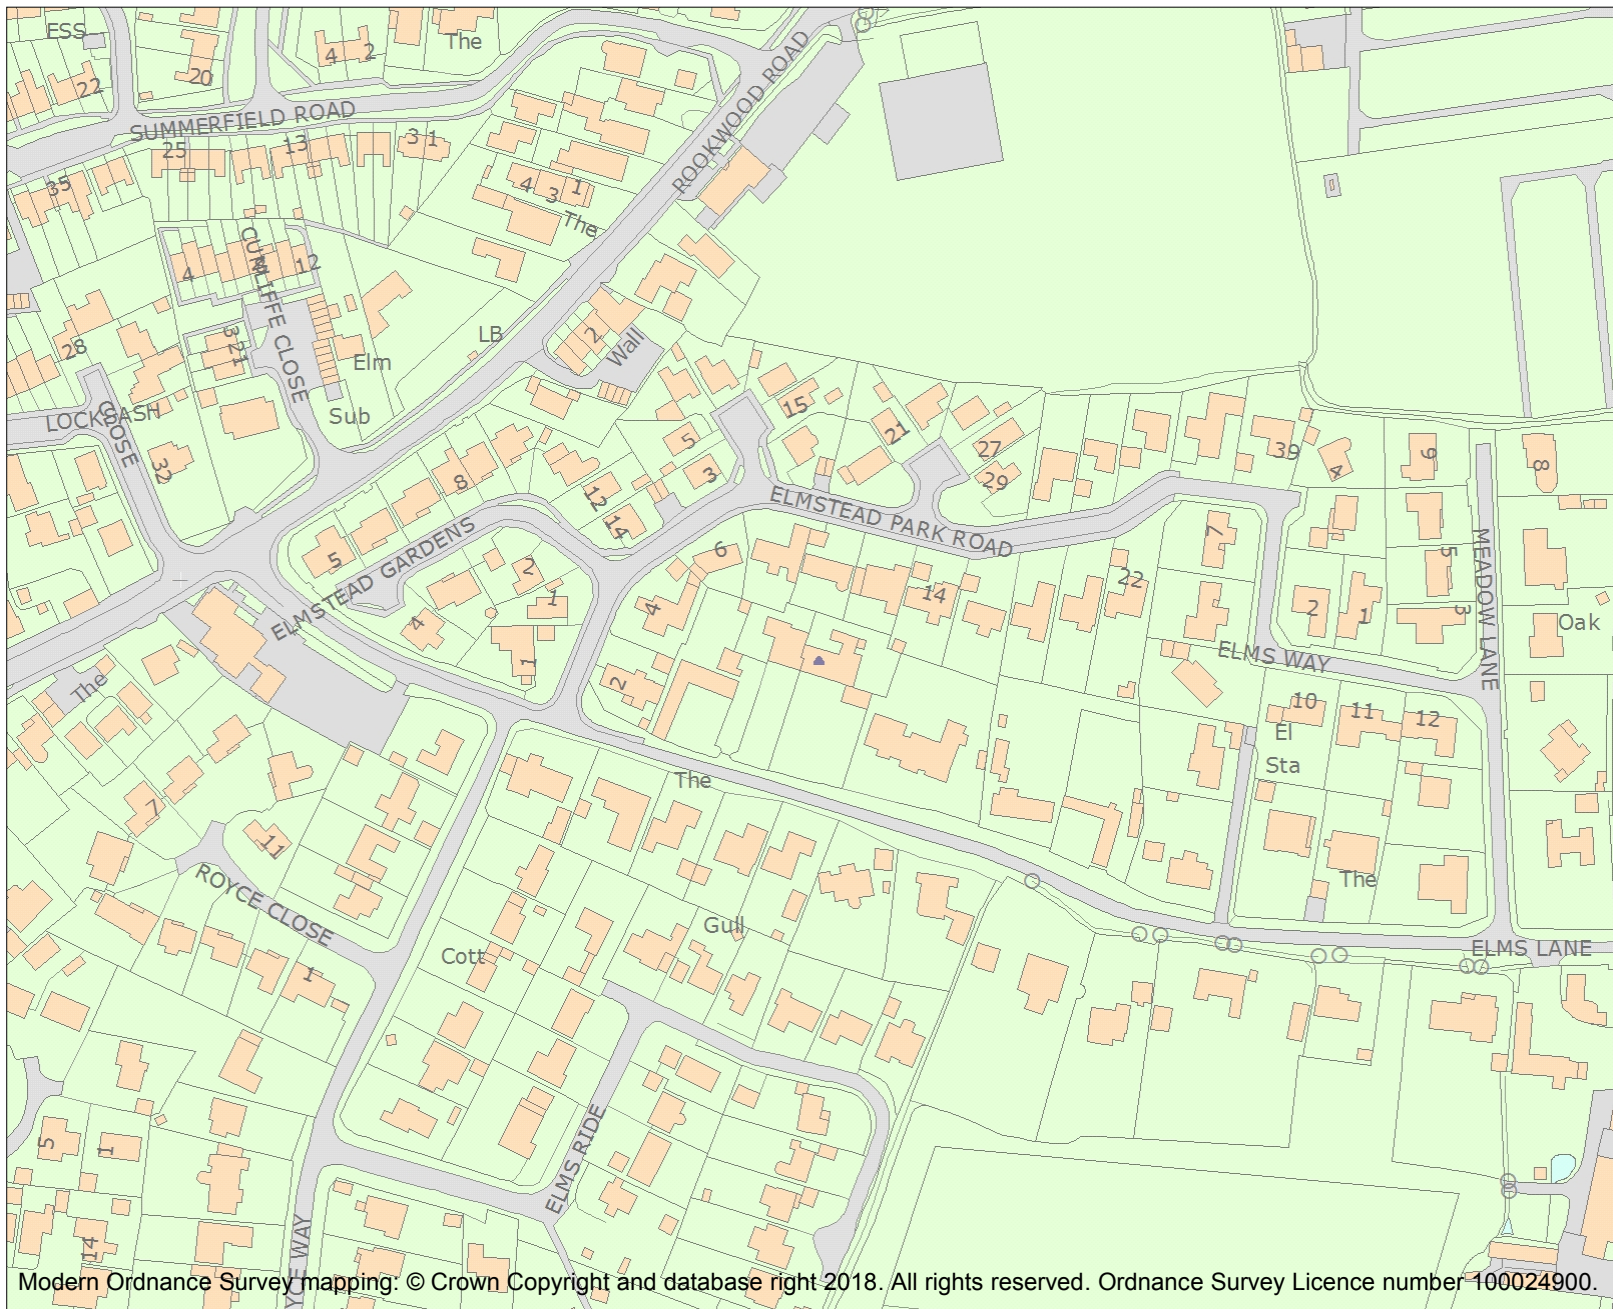 ESS
4
2
The
22
20
SUMMERFIELD ROAD
ROOKWOOD ROAD
25
13
3 1
35
4
3
1
The
CUNLIFFE CLOSE
4
12
28
3
2
1
LB
2
Wall
Elm
Sub
LOCKSASH
CLOSE
32
15
5
21
3
27
29
39
4
9
8
8
12
14
ELMSTEAD PARK ROAD
ELMSTEAD GARDENS
5
2
1
4
1
6
4
14
22
7
2
1
5
3
MEADOW LANE
Oak
ELMS WAY
The
2
10
11
12
El
Sta
The
7
11
ROYCE CLOSE
The
Gull
Cott
1
ELMS LANE
5
1
ELMS RIDE
14
YCE WAY
Modern Ordnance Survey mapping: © Crown Copyright and database right 2018. All rights reserved. Ordnance Survey Licence number 100024900.